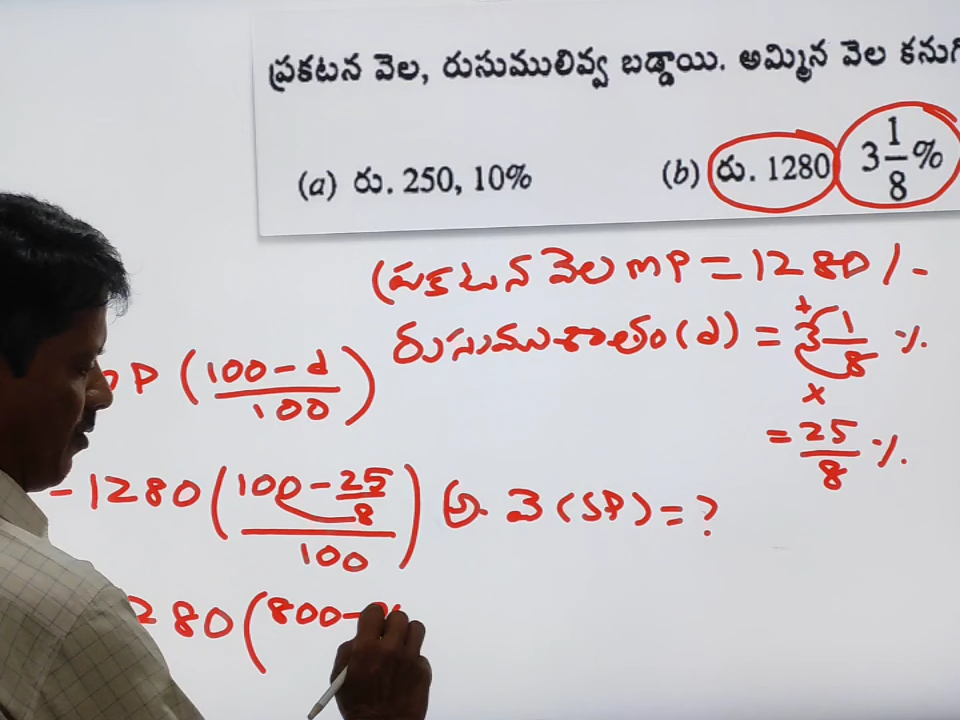 ప్రకటన వెల, రుసుములివ్వ బడ్డాయి. అమ్మిన వెల
(a) రు. 250, 10% (b) రు. 1280 3 1/8 %
ప్రకటన వెల MP = 1280/-
రుసుముశాతం (d) = 3 1/8 %
= 25/8 %
P ( 100 - d / 100 )
= 1280 ( 100 - 25/8 / 100 )
అ. వె (SP) = ?
280 ( 800 -